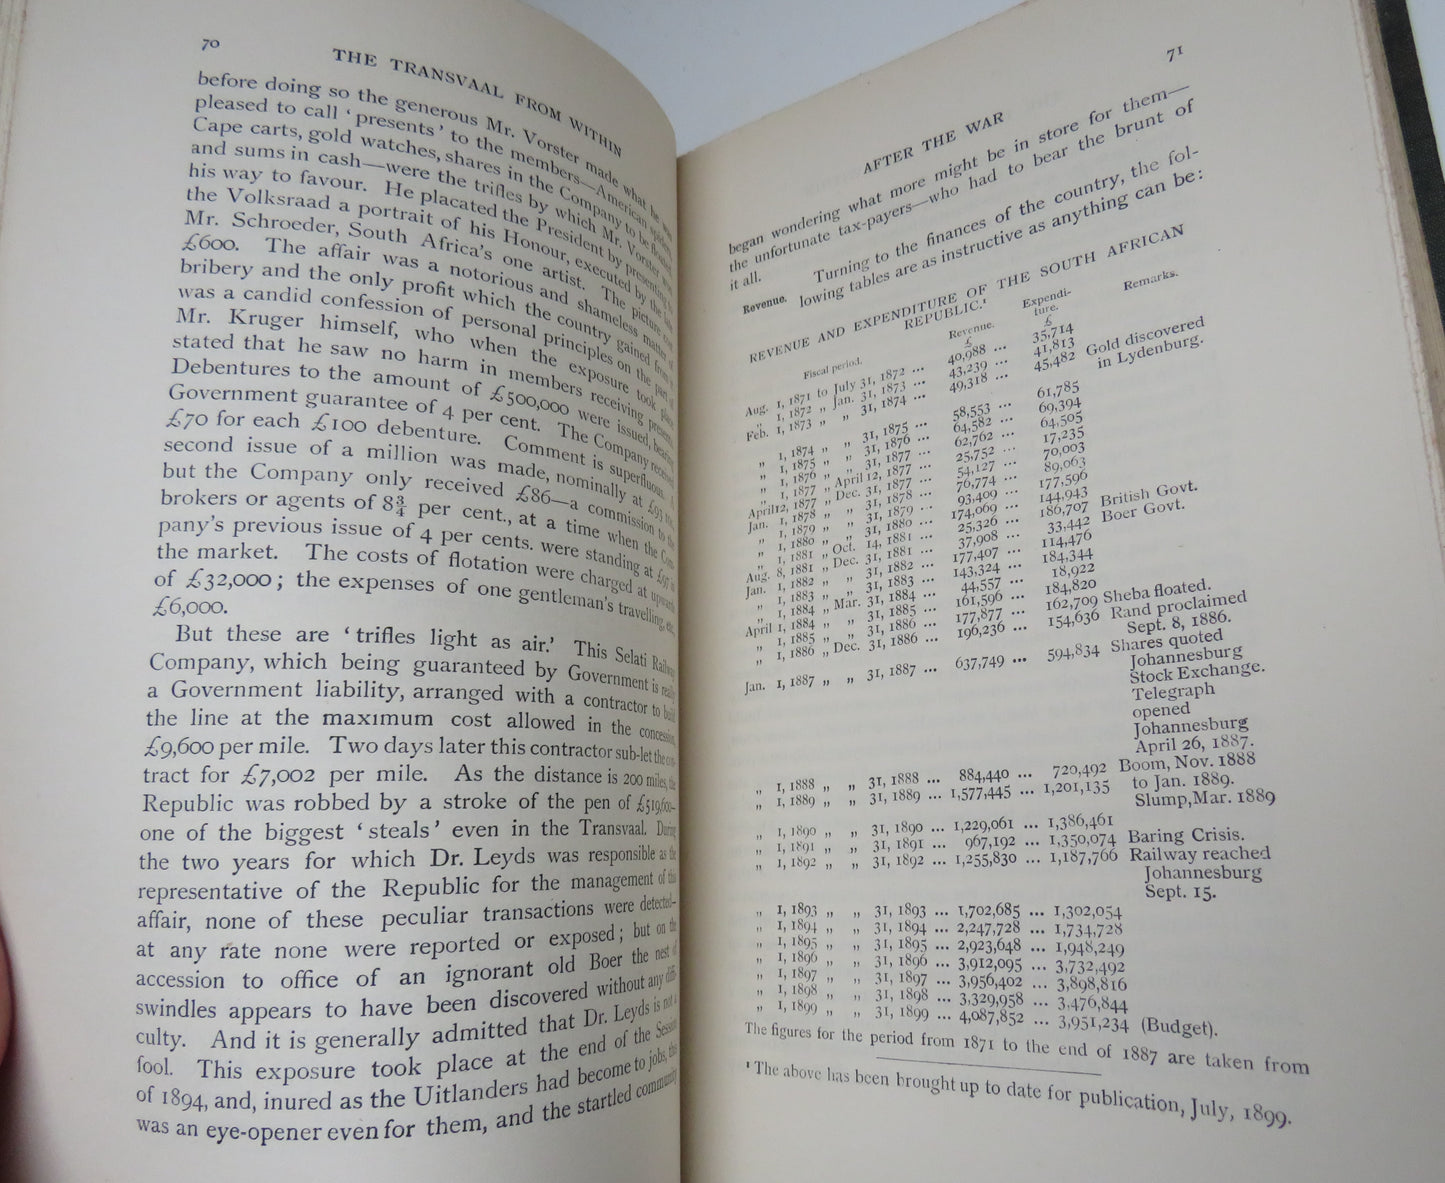 70
THE TRANSVAAL FROM WITHIN
before doing so the generous Mr. Vorster made what he was
pleased to call ‘presents’ to the members—American spiders,
Cape carts, gold watches, shares in the Company to be floated,
and sums in cash—were the trifles by which Mr. Vorster won
his way to favour. He placated the President by presenting to
the Volksraad a portrait of his Honour, executed by the late
Mr. Schroeder, South Africa's one artist. The picture cost
£600. The affair was a notorious and shameless matter of
bribery and the only profit which the country gained from it
was a candid confession of personal principles on the part of
Mr. Kruger himself, who when the exposure took place
stated that he saw no harm in members receiving presents.
Debentures to the amount of £500,000 were issued, bearing
Government guarantee of 4 per cent. The Company received
£70 for each £100 debenture. Comment is superfluous. A
second issue of a million was made, nominally at £93 10s.,
but the Company only received £86—a commission to the
brokers or agents of 8¾ per cent., at a time when the Com-
pany's previous issue of 4 per cents. were standing at £97 in
the market. The costs of flotation were charged at upwards
of £32,000; the expenses of one gentleman's travelling, etc.,
£6,000.
But these are ‘trifles light as air.’ This Selati Railway
Company, which being guaranteed by Government is really
a Government liability, arranged with a contractor to build
the line at the maximum cost allowed in the concession,
£9,600 per mile. Two days later this contractor sub-let the con-
tract for £7,002 per mile. As the distance is 200 miles, the
Republic was robbed by a stroke of the pen of £519,600—
one of the biggest ‘steals’ even in the Transvaal. During
the two years for which Dr. Leyds was responsible as the
representative of the Republic for the management of this
affair, none of these peculiar transactions were detected—
at any rate none were reported or exposed; but on the
accession to office of an ignorant old Boer the nest of
swindles appears to have been discovered without any diffi-
culty. And it is generally admitted that Dr. Leyds is not a
fool. This exposure took place at the end of the Session
of 1894, and, inured as the Uitlanders had become to jobs, this
was an eye-opener even for them, and the startled community
71
AFTER THE WAR
began wondering what more might be in store for them—
the unfortunate tax-payers—who had to bear the brunt of
it all.
Revenue. Turning to the finances of the country, the fol-
lowing tables are as instructive as anything can be:
REVENUE AND EXPENDITURE OF THE SOUTH AFRICAN
REPUBLIC.¹
Fiscal period. Revenue. Expendi-
ture. Remarks.
£ £
Aug. 1, 1871 to July 31, 1872 ... 40,988 ... 35,714
„ 1, 1872 „ Jan. 31, 1873 ... 43,239 ... 41,813
Feb. 1, 1873 „ „ 31, 1874 ... 49,318 ... 45,482 Gold discovered
in Lydenburg.
„ 1, 1874 „ „ 31, 1875 ... 58,553 ... 61,785
„ 1, 1875 „ „ 31, 1876 ... 64,582 ... 69,394
„ 1, 1876 „ „ 31, 1877 ... 62,762 ... 64,505
„ 1, 1877 „ April 12, 1877 ... 25,752 ... 17,235
April 12, 1877 „ Dec. 31, 1877 ... 54,127 ... 70,003
Jan. 1, 1878 „ „ 31, 1878 ... 76,774 ... 89,063
„ 1, 1879 „ „ 31, 1879 ... 93,409 ... 177,596
„ 1, 1880 „ „ 31, 1880 ... 174,069 ... 144,943
„ 1, 1881 „ Oct. 14, 1881 ... 25,326 ... 186,707 British Govt.
Aug. 8, 1881 „ Dec. 31, 1881 ... 37,908 ... 33,442 Boer Govt.
Jan. 1, 1882 „ „ 31, 1882 ... 177,407 ... 114,476
„ 1, 1883 „ „ 31, 1883 ... 143,324 ... 184,344
„ 1, 1884 „ Mar. 31, 1884 ... 44,557 ... 18,922
April 1, 1884 „ „ 31, 1885 ... 161,596 ... 184,820
„ 1, 1885 „ „ 31, 1886 ... 177,877 ... 162,709 Sheba floated.
„ 1, 1886 „ Dec. 31, 1886 ... 196,236 ... 154,636 Rand proclaimed
Sept. 8, 1886.
Jan. 1, 1887 „ „ 31, 1887 ... 637,749 ... 594,834 Shares quoted
Johannesburg
Stock Exchange.
Telegraph
opened
Johannesburg
April 26, 1887.
„ 1, 1888 „ „ 31, 1888 ... 884,440 ... 720,492 Boom, Nov. 1888
„ 1, 1889 „ „ 31, 1889 ... 1,577,445 ... 1,201,135 to Jan. 1889.
Slump, Mar. 1889
„ 1, 1890 „ „ 31, 1890 ... 1,229,061 ... 1,386,461
„ 1, 1891 „ „ 31, 1891 ... 967,192 ... 1,350,074 Baring Crisis.
„ 1, 1892 „ „ 31, 1892 ... 1,255,830 ... 1,187,766 Railway reached
Johannesburg
Sept. 15.
„ 1, 1893 „ „ 31, 1893 ... 1,702,685 ... 1,302,054
„ 1, 1894 „ „ 31, 1894 ... 2,247,728 ... 1,734,728
„ 1, 1895 „ „ 31, 1895 ... 2,923,648 ... 1,948,249
„ 1, 1896 „ „ 31, 1896 ... 3,912,095 ... 3,732,492
„ 1, 1897 „ „ 31, 1897 ... 3,956,402 ... 3,898,816
„ 1, 1898 „ „ 31, 1898 ... 3,329,958 ... 3,476,844
„ 1, 1899 „ „ 31, 1899 ... 4,087,852 ... 3,951,234 (Budget).
The figures for the period from 1871 to the end of 1887 are taken from
¹ The above has been brought up to date for publication, July, 1899.